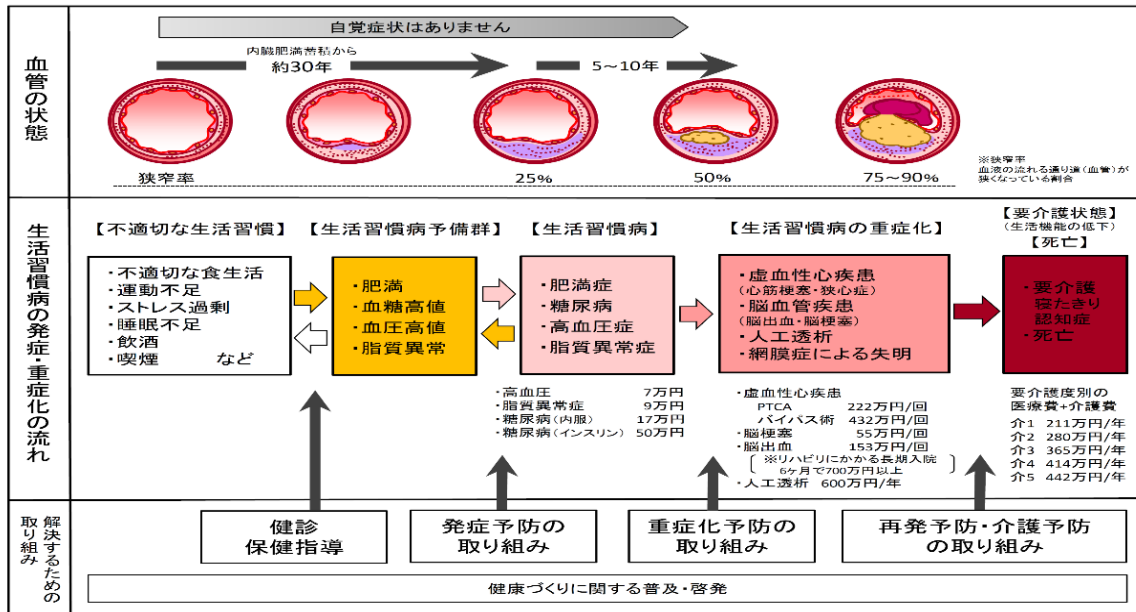 自覚症状はありません
血管の状態
内臓肥満蓄積から
約30年
5～10年
狭窄率
25%
50%
75～90%
※狭窄率
血液の流れる通り道(血管)が
狭くなっている割合
生活習慣病の発症・重症化の流れ
【不適切な生活習慣】
・不適切な食生活
・運動不足
・ストレス過剰
・睡眠不足
・飲酒
・喫煙　など
【生活習慣病予備群】
・肥満
・血糖高値
・血圧高値
・脂質異常
【生活習慣病】
・肥満症
・糖尿病
・高血圧症
・脂質異常症
・高血圧 7万円
・脂質異常症 9万円
・糖尿病(内服) 17万円
・糖尿病(インスリン) 50万円
【生活習慣病の重症化】
・虚血性心疾患
(心筋梗塞・狭心症)
・脳血管疾患
(脳出血・脳梗塞)
・人工透析
・網膜症による失明
・虚血性心疾患
PTCA 222万円/回
バイパス術 432万円/回
・脳梗塞 55万円/回
・脳出血 153万円/回
※リハビリにかかる長期入院
6ヶ月で700万円以上
・人工透析 600万円/年
【要介護状態】
(生活機能の低下)
【死亡】
・要介護
寝たきり
認知症
・死亡
要介護度別の
医療費+介護費
介1 211万円/年
介2 280万円/年
介3 365万円/年
介4 414万円/年
介5 442万円/年
解決するための
取り組み
健診
保健指導
発症予防の
取り組み
重症化予防の
取り組み
再発予防・介護予防
の取り組み
健康づくりに関する普及・啓発